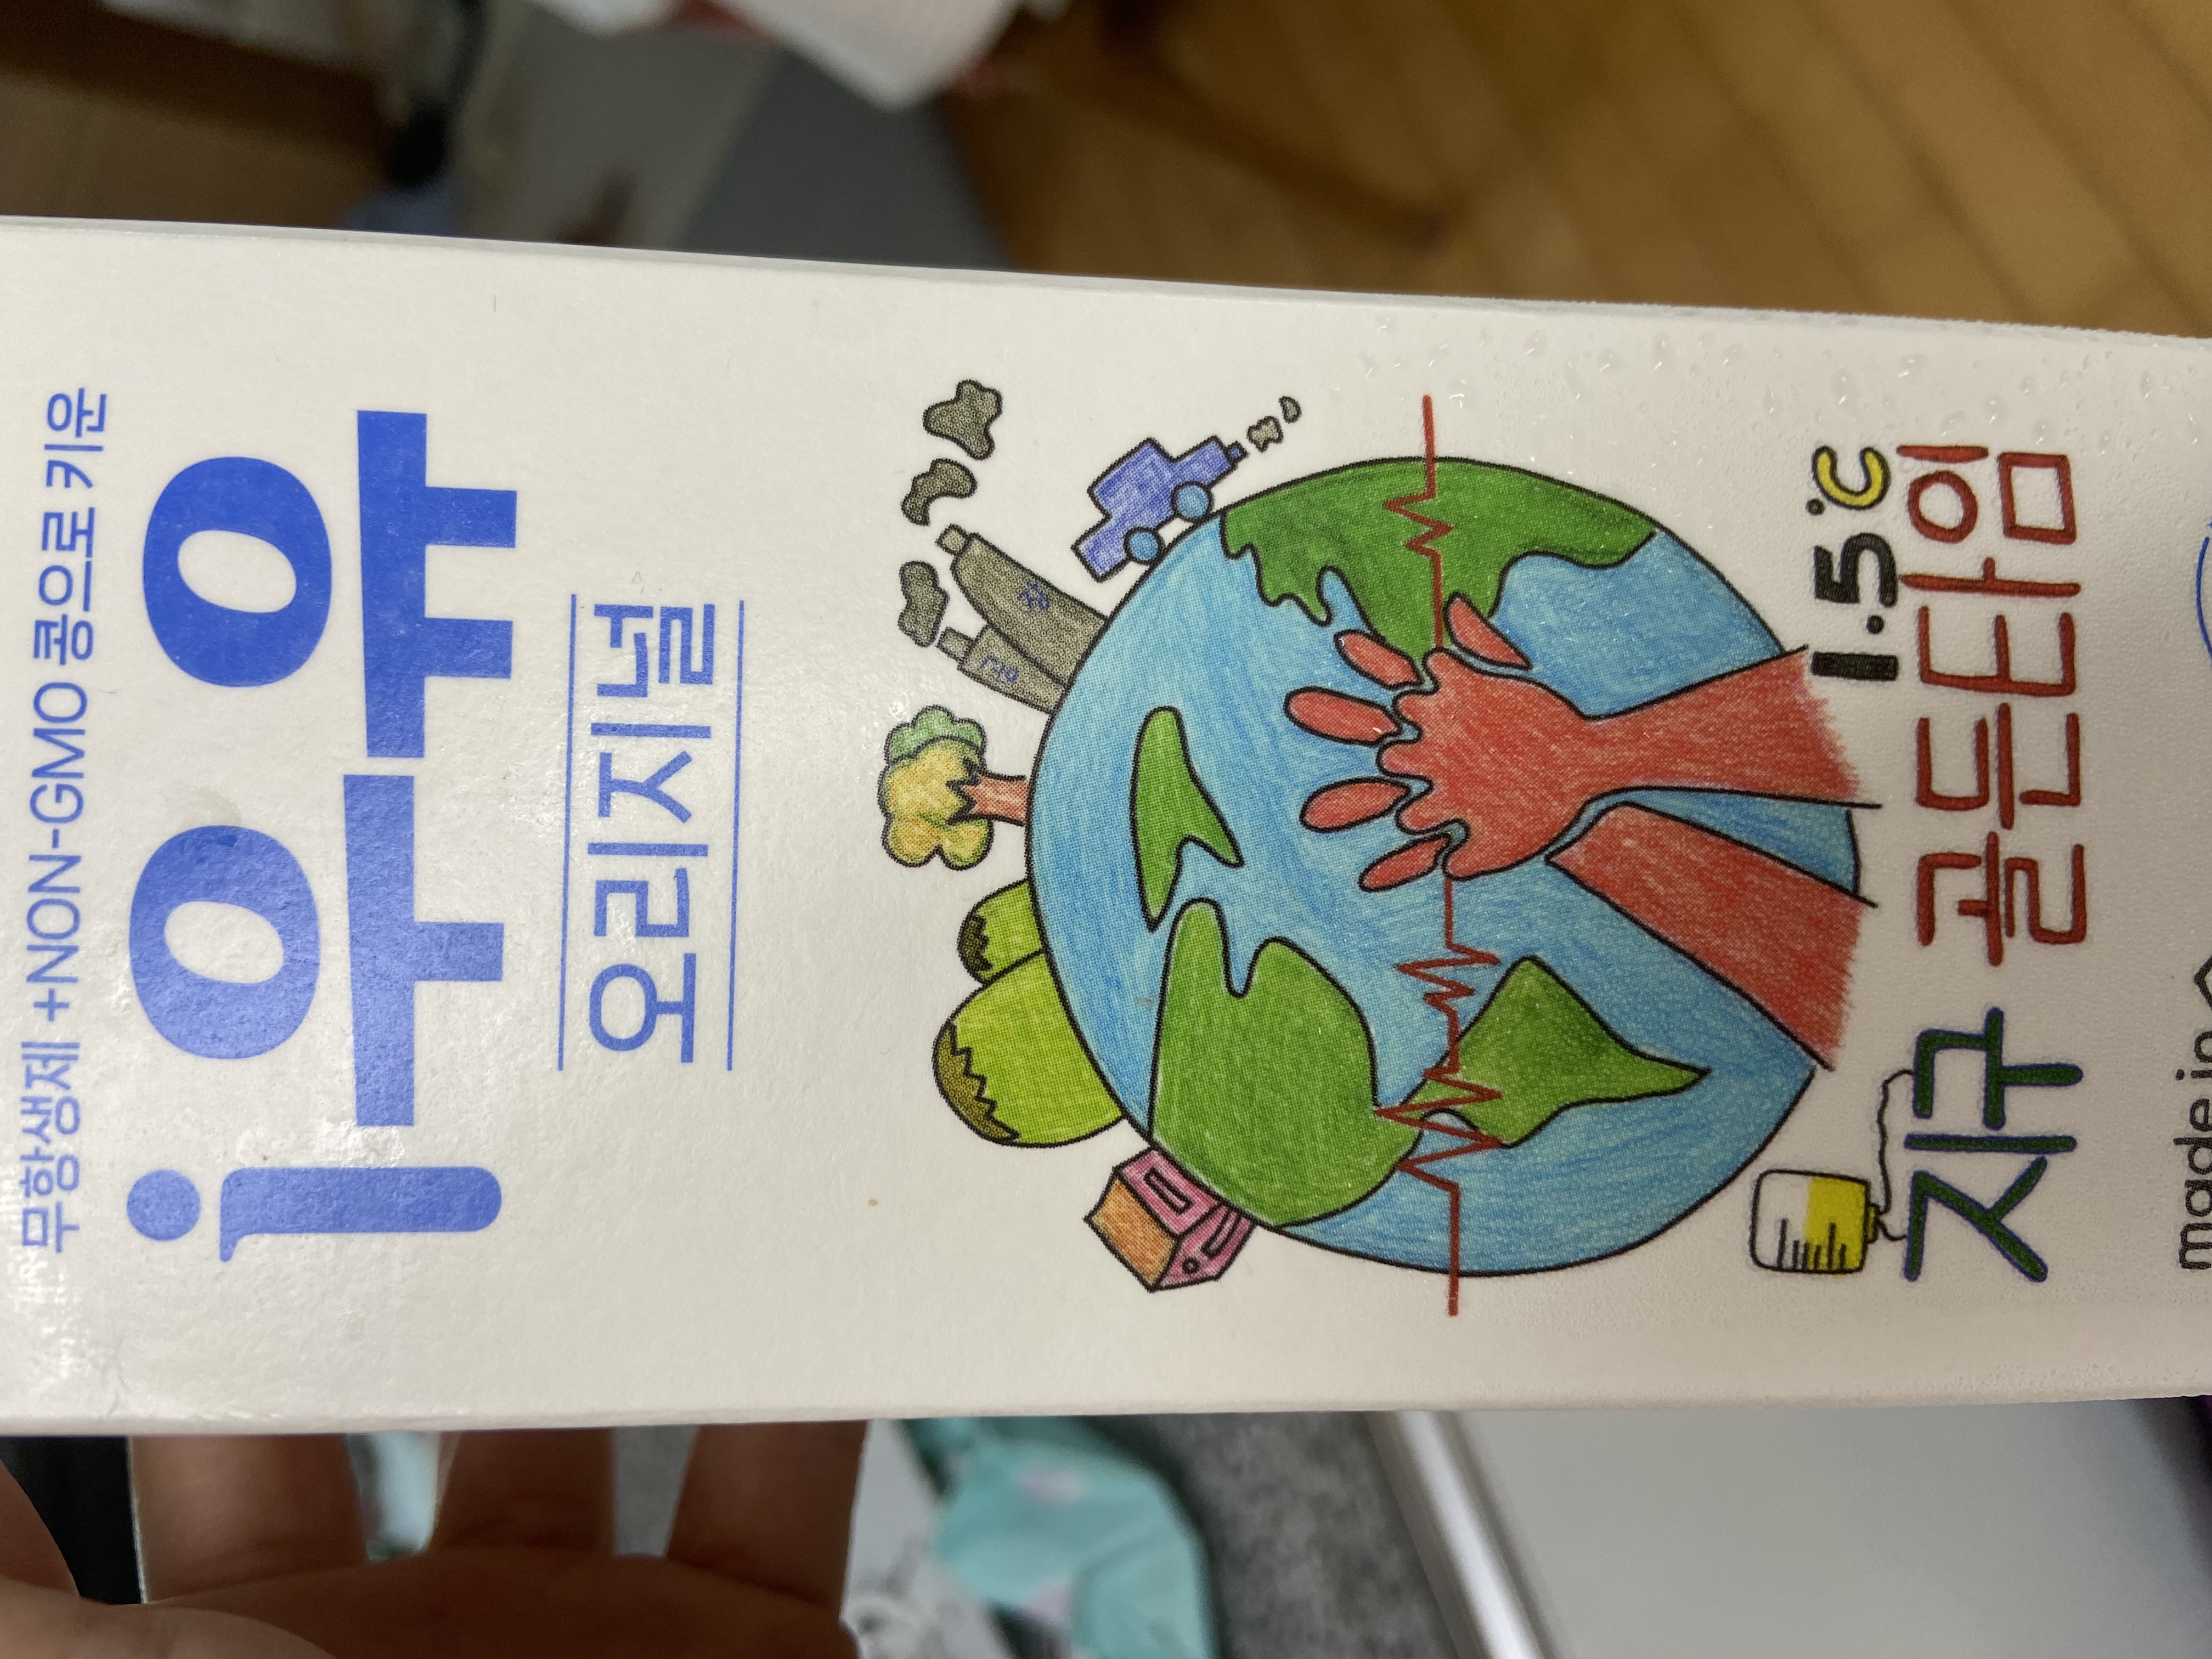 무항생제 +NON-GMO 콩으로 키운
i우유
오리지널
1.5℃
지구 골든타임
made in